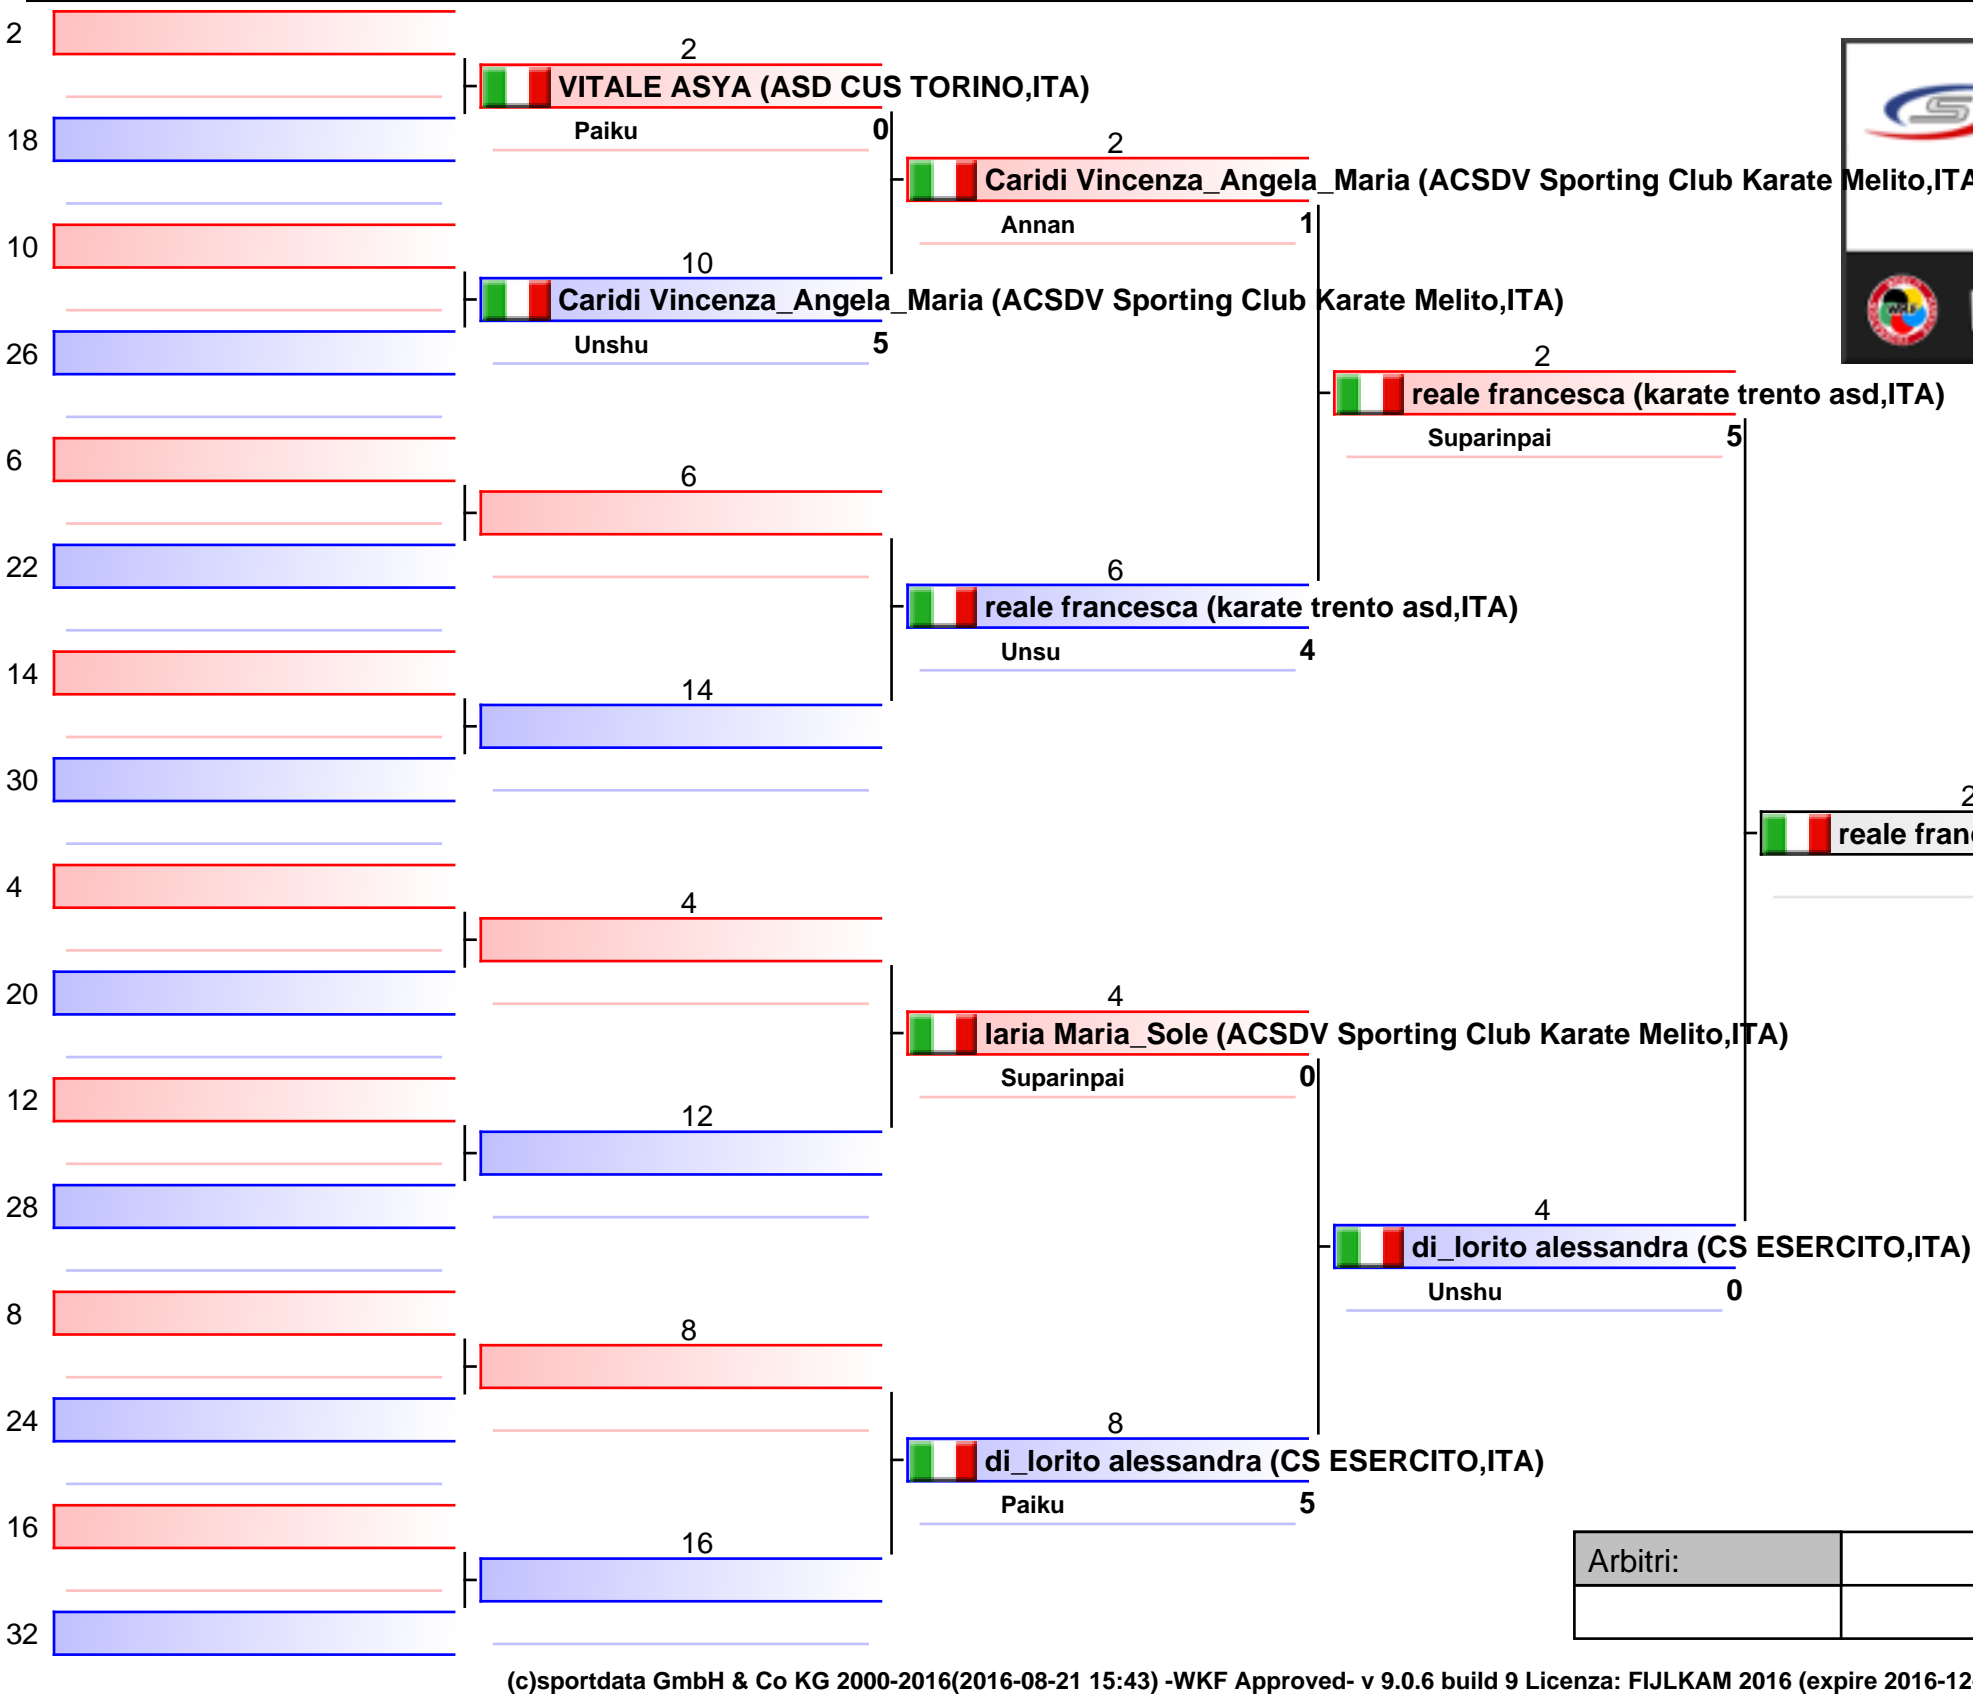 2
2
VITALE ASYA (ASD CUS TORINO,ITA)
Paiku 0
18
2
Caridi Vincenza_Angela_Maria (ACSDV Sporting Club Karate Melito,ITA
Annan 1
10
10
Caridi Vincenza_Angela_Maria (ACSDV Sporting Club Karate Melito,ITA)
Unshu 5
26
2
reale francesca (karate trento asd,ITA)
Suparinpai 5
6
6
22
6
reale francesca (karate trento asd,ITA)
Unsu 4
14
14
30
2
reale fran
4
4
20
4
Iaria Maria_Sole (ACSDV Sporting Club Karate Melito,ITA)
Suparinpai 0
12
12
28
4
di_lorito alessandra (CS ESERCITO,ITA)
Unshu 0
8
8
24
8
di_lorito alessandra (CS ESERCITO,ITA)
Paiku 5
16
16
Arbitri:
32
(c)sportdata GmbH & Co KG 2000-2016(2016-08-21 15:43) -WKF Approved- v 9.0.6 build 9 Licenza: FIJLKAM 2016 (expire 2016-12-